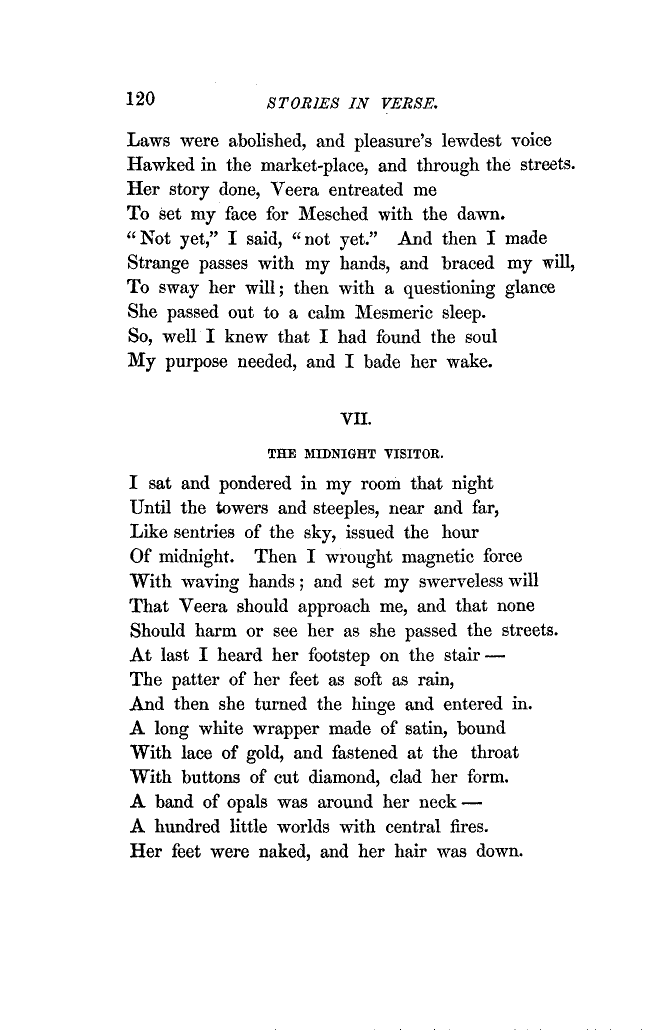 120 STORIES IN VERSE.
Laws were abolished, and pleasure's lewdest voice
Hawked in the market-place, and through the streets.
Her story done, Veera entreated me
To set my face for Mesched with the dawn.
“Not yet,” I said, “not yet.” And then I made
Strange passes with my hands, and braced my will,
To sway her will; then with a questioning glance
She passed out to a calm Mesmeric sleep.
So, well I knew that I had found the soul
My purpose needed, and I bade her wake.
VII.
THE MIDNIGHT VISITOR.
I sat and pondered in my room that night
Until the towers and steeples, near and far,
Like sentries of the sky, issued the hour
Of midnight. Then I wrought magnetic force
With waving hands; and set my swerveless will
That Veera should approach me, and that none
Should harm or see her as she passed the streets.
At last I heard her footstep on the stair —
The patter of her feet as soft as rain,
And then she turned the hinge and entered in.
A long white wrapper made of satin, bound
With lace of gold, and fastened at the throat
With buttons of cut diamond, clad her form.
A band of opals was around her neck —
A hundred little worlds with central fires.
Her feet were naked, and her hair was down.